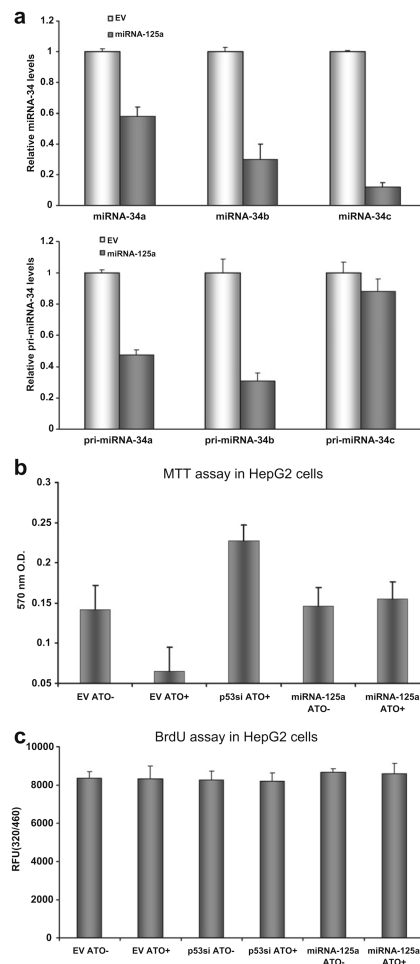 a
EV
miRNA-125a
Relative miRNA-34 levels
1.2
1
0.8
0.6
0.4
0.2
0
miRNA-34a miRNA-34b miRNA-34c
EV
miRNA-125a
Relative pri-miRNA-34 levels
1.2
1
0.8
0.6
0.4
0.2
0
pri-miRNA-34a pri-miRNA-34b pri-miRNA-34c
b
MTT assay in HepG2 cells
570 nm O.D.
0.3
0.25
0.15
0.1
0.05
EV ATO- EV ATO+ p53si ATO+ miRNA-125a miRNA-125a
ATO- ATO+
c
BrdU assay in HepG2 cells
RFU(320/460)
10000
8000
6000
4000
2000
0
EV ATO- EV ATO+ p53si ATO- p53si ATO+ miRNA-125a miRNA-125a
ATO- ATO+